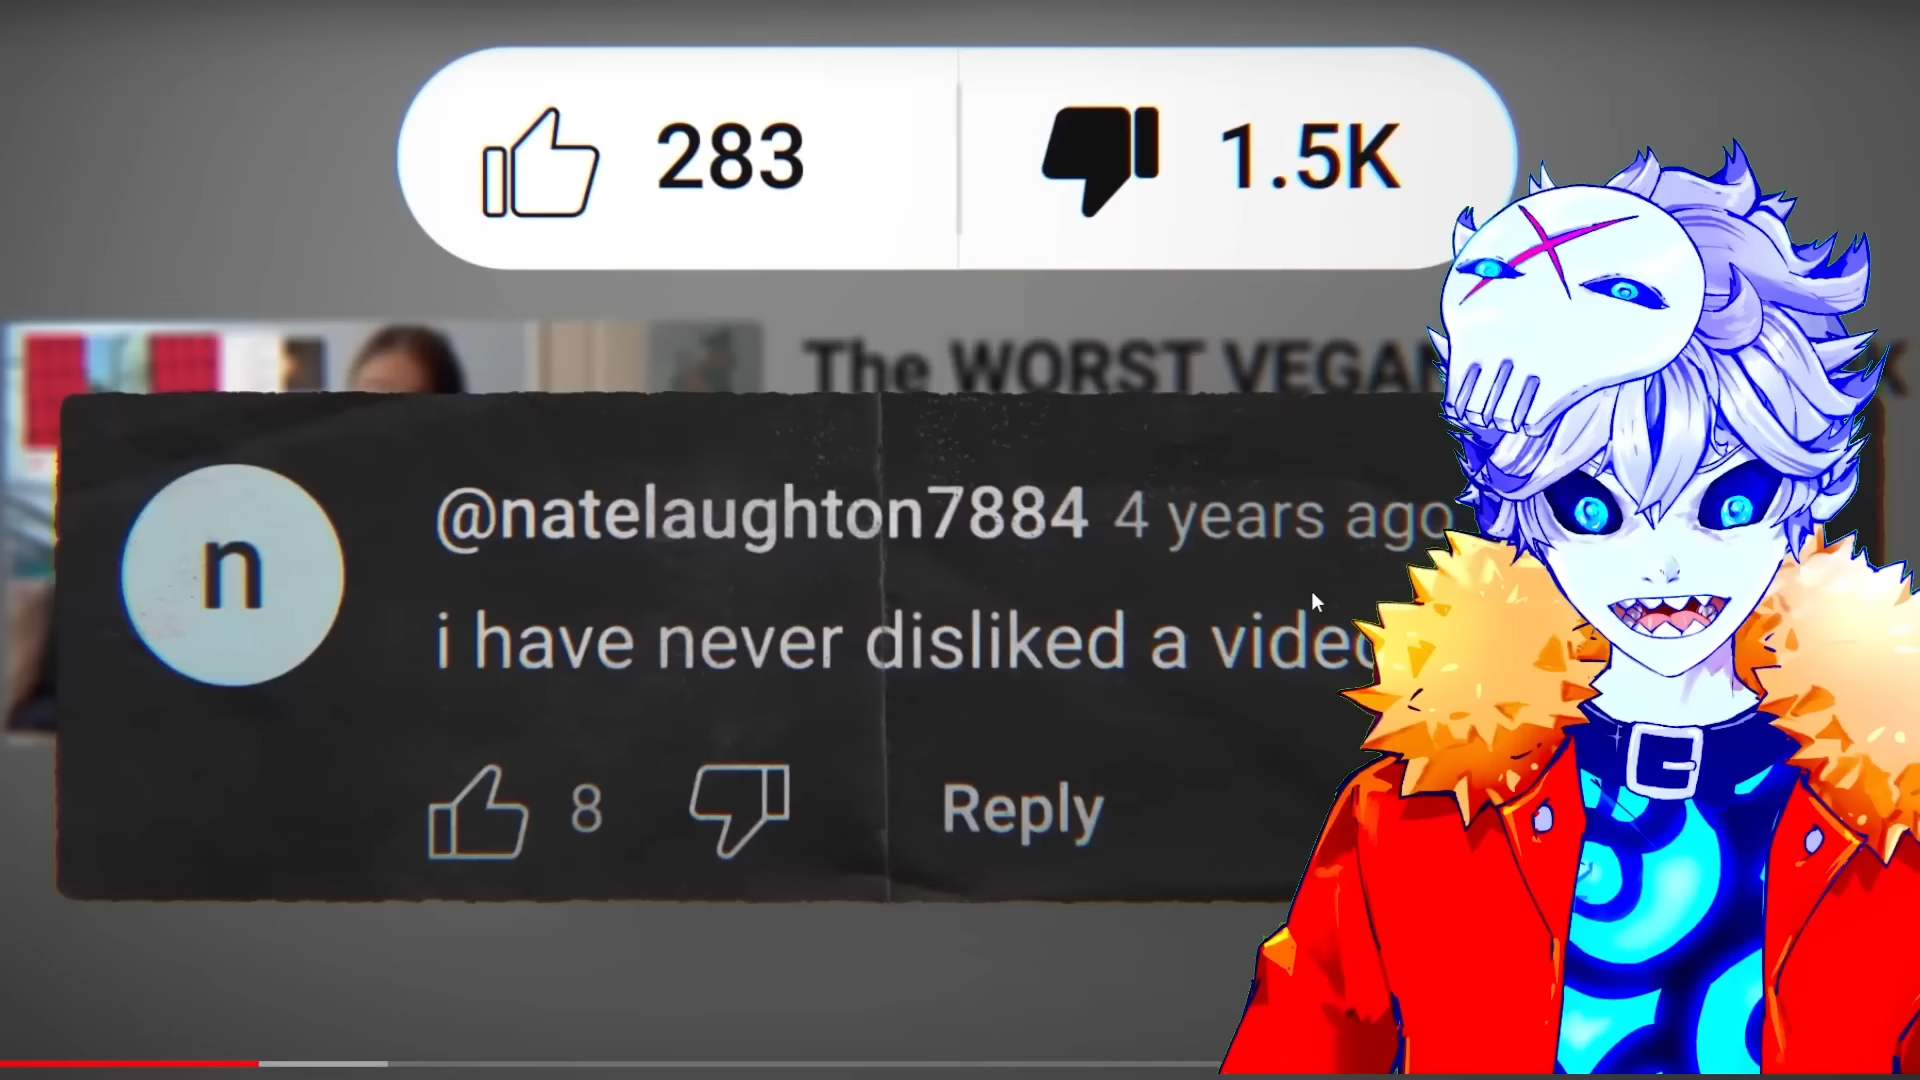 283
1.5K
The WORST VEGAN
n
@natelaughton7884 4 years ago
i have never disliked a video
8
Reply